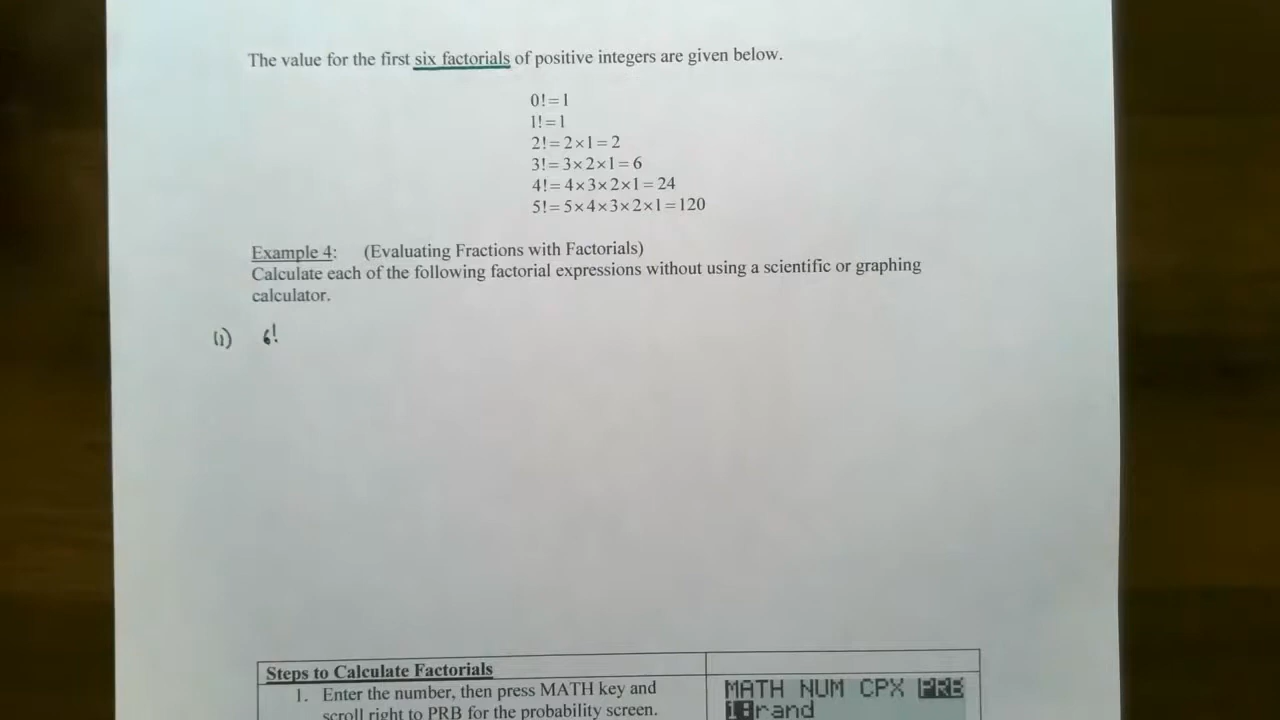 The value for the first six factorials of positive integers are given below.
0!=1
1!=1
2!=2×1=2
3!=3×2×1=6
4!=4×3×2×1=24
5!=5×4×3×2×1=120
Example 4: (Evaluating Fractions with Factorials)
Calculate each of the following factorial expressions without using a scientific or graphing
calculator.
(1) 6!
Steps to Calculate Factorials
1. Enter the number, then press MATH key and
scroll right to PRB for the probability screen.
MATH NUM CPX PRB
1:rand